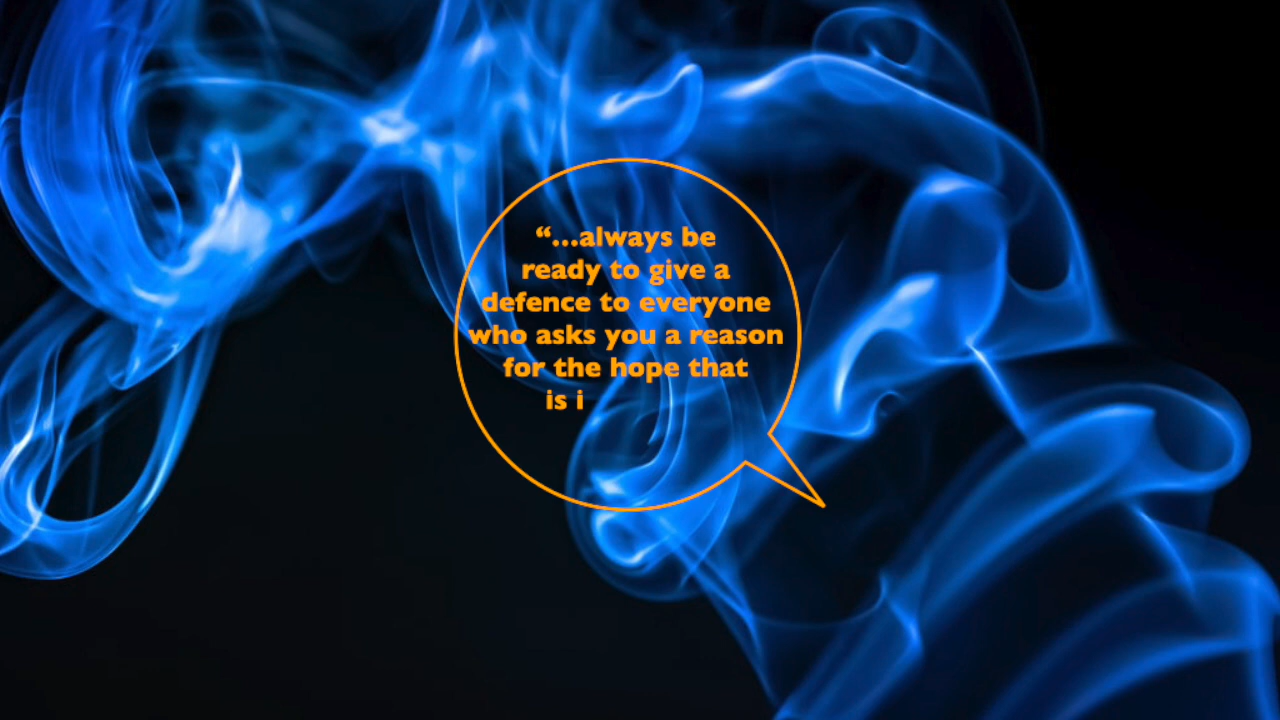 “...always be
ready to give a
defence to everyone
who asks you a reason
for the hope that
is i